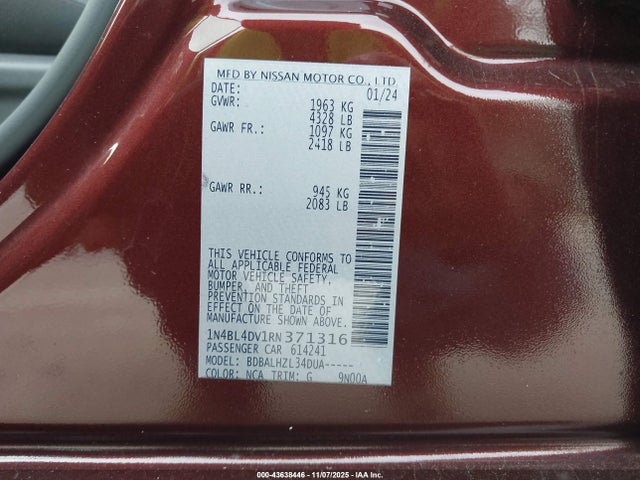 MFD BY NISSAN MOTOR CO., LTD.
DATE: 01/24
GVWR: 1963 KG
4328 LB
GAWR FR.: 1097 KG
2418 LB
GAWR RR.: 945 KG
2083 LB
THIS VEHICLE CONFORMS TO
ALL APPLICABLE FEDERAL
MOTOR VEHICLE SAFETY,
BUMPER, AND THEFT
PREVENTION STANDARDS IN
EFFECT ON THE DATE OF
MANUFACTURE SHOWN ABOVE.
1N4BL4DV1RN371316
PASSENGER CAR 614241
MODEL: BDBALHZL34DUA-----
COLOR: NCA TRIM: G 9N00A
000-43638446 - 11/07/2025 - IAA Inc.